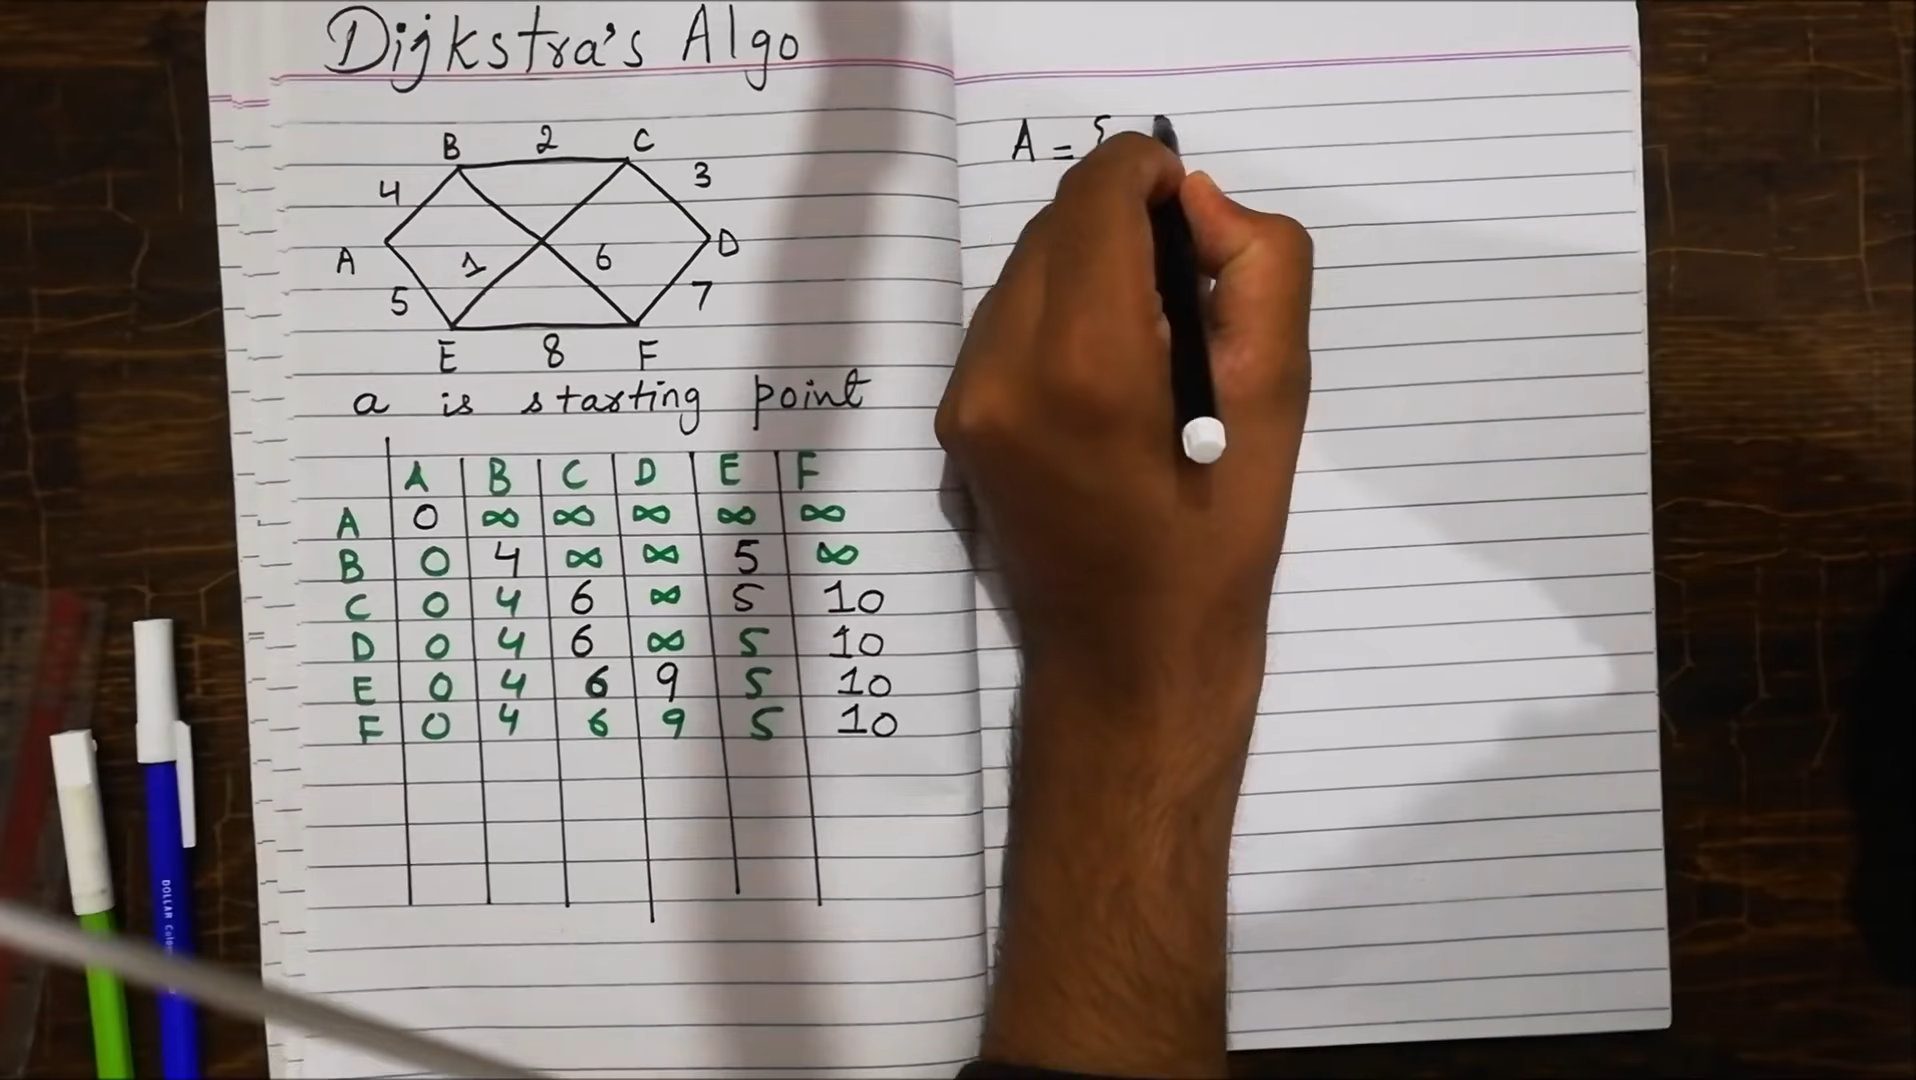 Dijkstra's Algo
B 2 C
4 3
A 1 6 D
5 7
E 8 F
a is starting point
A B C D E F
A 0 ∞ ∞ ∞ ∞ ∞
B 0 4 ∞ ∞ 5 ∞
C 0 4 6 ∞ 5 10
D 0 4 6 ∞ 5 10
E 0 4 6 9 5 10
F 0 4 6 9 5 10
A = {
DOLLAR